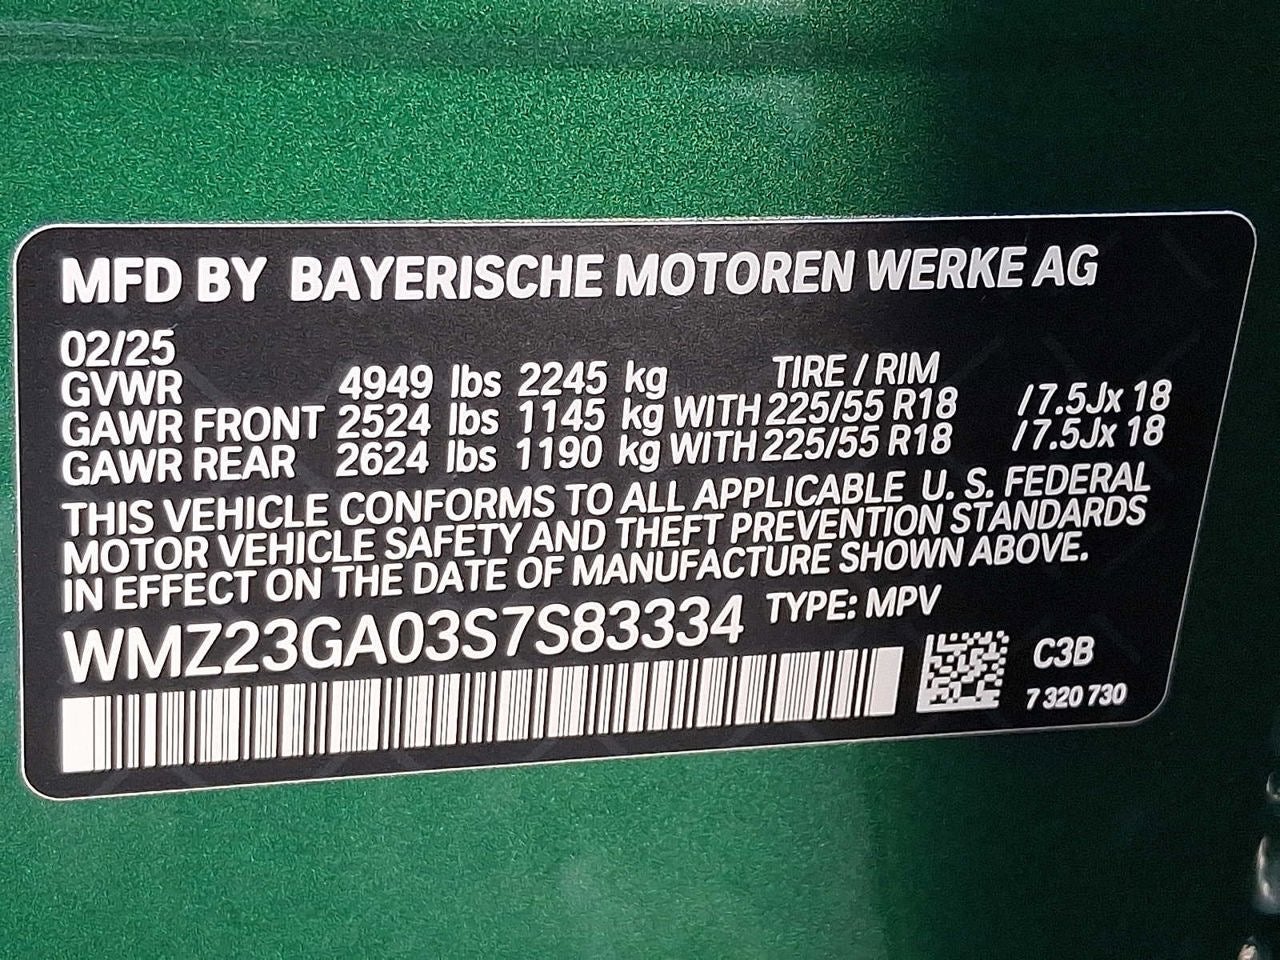 MFD BY BAYERISCHE MOTOREN WERKE AG
02/25
GVWR 4949 lbs 2245 kg TIRE / RIM
GAWR FRONT 2524 lbs 1145 kg WITH 225/55 R18 /7.5Jx 18
GAWR REAR 2624 lbs 1190 kg WITH 225/55 R18 /7.5Jx 18
THIS VEHICLE CONFORMS TO ALL APPLICABLE U. S. FEDERAL
MOTOR VEHICLE SAFETY AND THEFT PREVENTION STANDARDS
IN EFFECT ON THE DATE OF MANUFACTURE SHOWN ABOVE.
WMZ23GA03S7S83334 TYPE: MPV
C3B
7 320 730